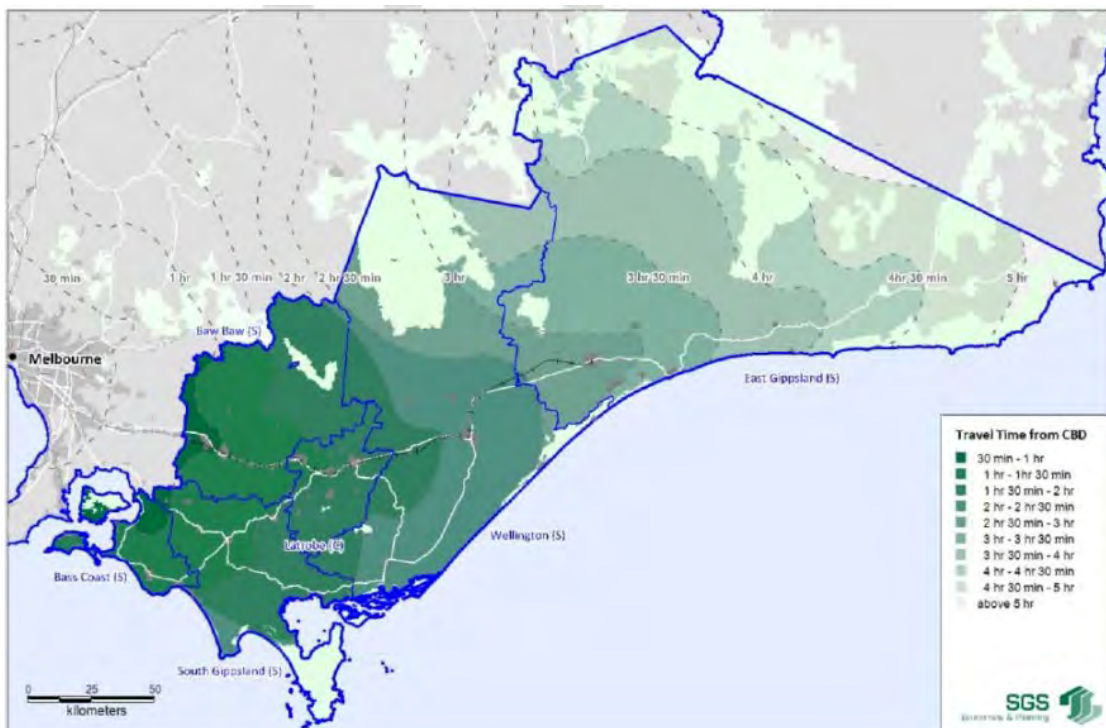 30 min
1 hr
1 hr 30 min
2 hr
2 hr 30 min
3 hr
3 hr 30 min
4 hr
4hr 30 min
5 hr
Baw Baw (S)
Melbourne
East Gippsland (S)
Latrobe (C)
Wellington (S)
Bass Coast (S)
South Gippsland (S)
0 25 50
kilometers
Travel Time from CBD
30 min - 1 hr
1 hr - 1hr 30 min
1 hr 30 min - 2 hr
2 hr - 2 hr 30 min
2 hr 30 min - 3 hr
3 hr - 3 hr 30 min
3 hr 30 min - 4 hr
4 hr - 4 hr 30 min
4 hr 30 min - 5 hr
above 5 hr
SGS
Economics & Planning